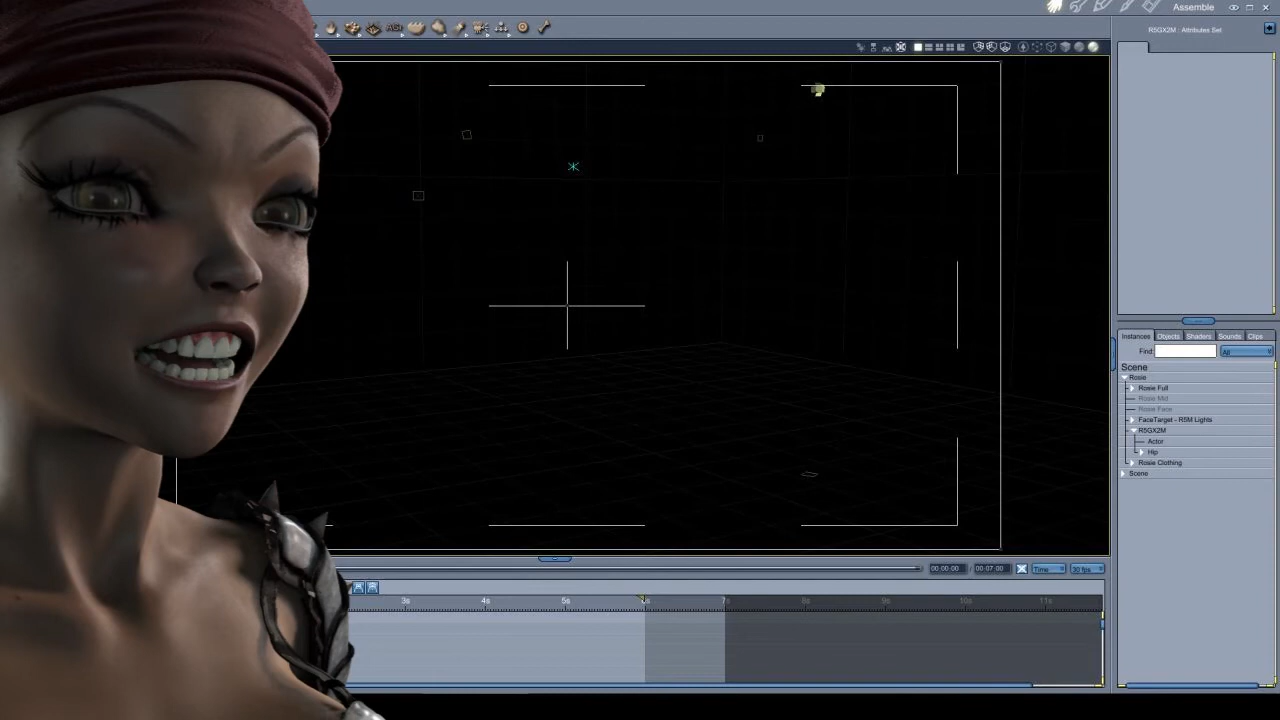 Assemble
R5GX2M : Attributes Set
Instances Objects Shaders Sounds Clips
Find: All
Scene
Rosie
Rosie Full
Rosie Mid
Rosie Face
FaceTarget - R5M Lights
R5GX2M
Actor
Hip
Rosie Clothing
Scene
00:00:00 / 00:07:00 Time 30 fps
3s 4s 5s 6s 7s 8s 9s 10s 11s